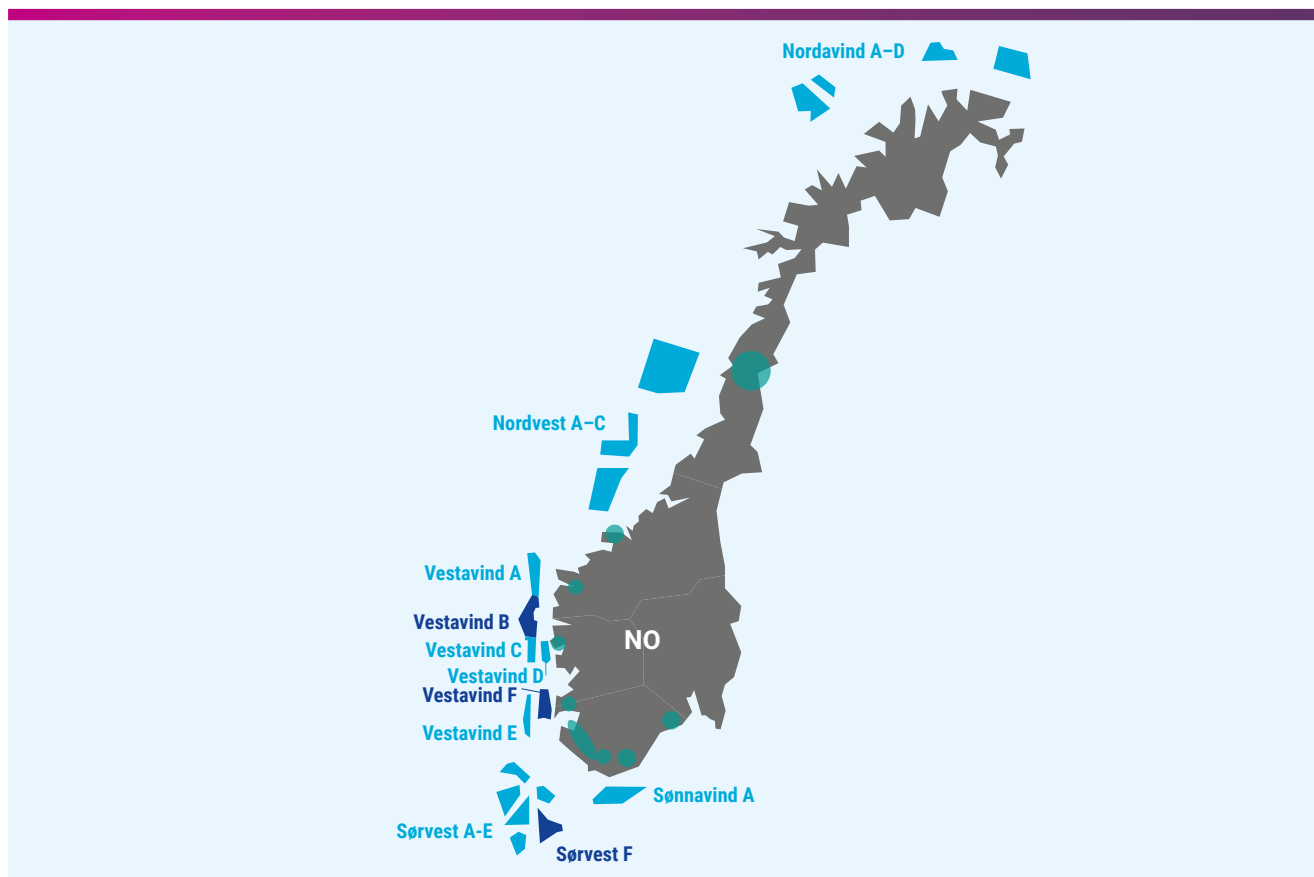 Nordavind A–D
Nordvest A–C
Vestavind A
Vestavind B
NO
Vestavind C
Vestavind D
Vestavind F
Vestavind E
Sønnavind A
Sørvest A-E
Sørvest F